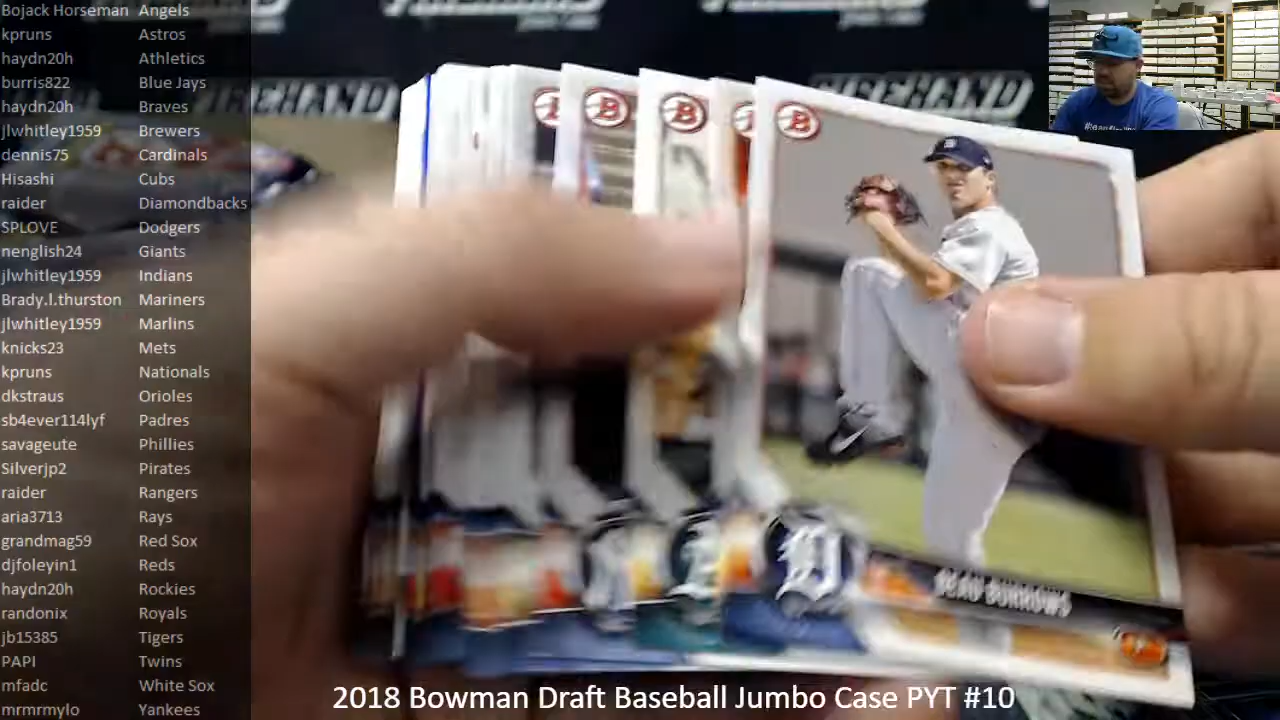 Bojack Horseman Angels
kpruns Astros
haydn20h Athletics
burris822 Blue Jays
haydn20h Braves
jlwhitley1959 Brewers
dennis75 Cardinals
Hisashi Cubs
raider Diamondbacks
SPLOVE Dodgers
nenglish24 Giants
jlwhitley1959 Indians
Brady.l.thurston Mariners
jlwhitley1959 Marlins
knicks23 Mets
kpruns Nationals
dkstraus Orioles
sb4ever114lyf Padres
savageute Phillies
Silverjp2 Pirates
raider Rangers
aria3713 Rays
grandmag59 Red Sox
djfoleyin1 Reds
haydn20h Rockies
randonix Royals
jb15385 Tigers
PAPI Twins
mfadc White Sox
mrmrmylo Yankees
B B B
D
BEAU BURROWS
2018 Bowman Draft Baseball Jumbo Case PYT #10